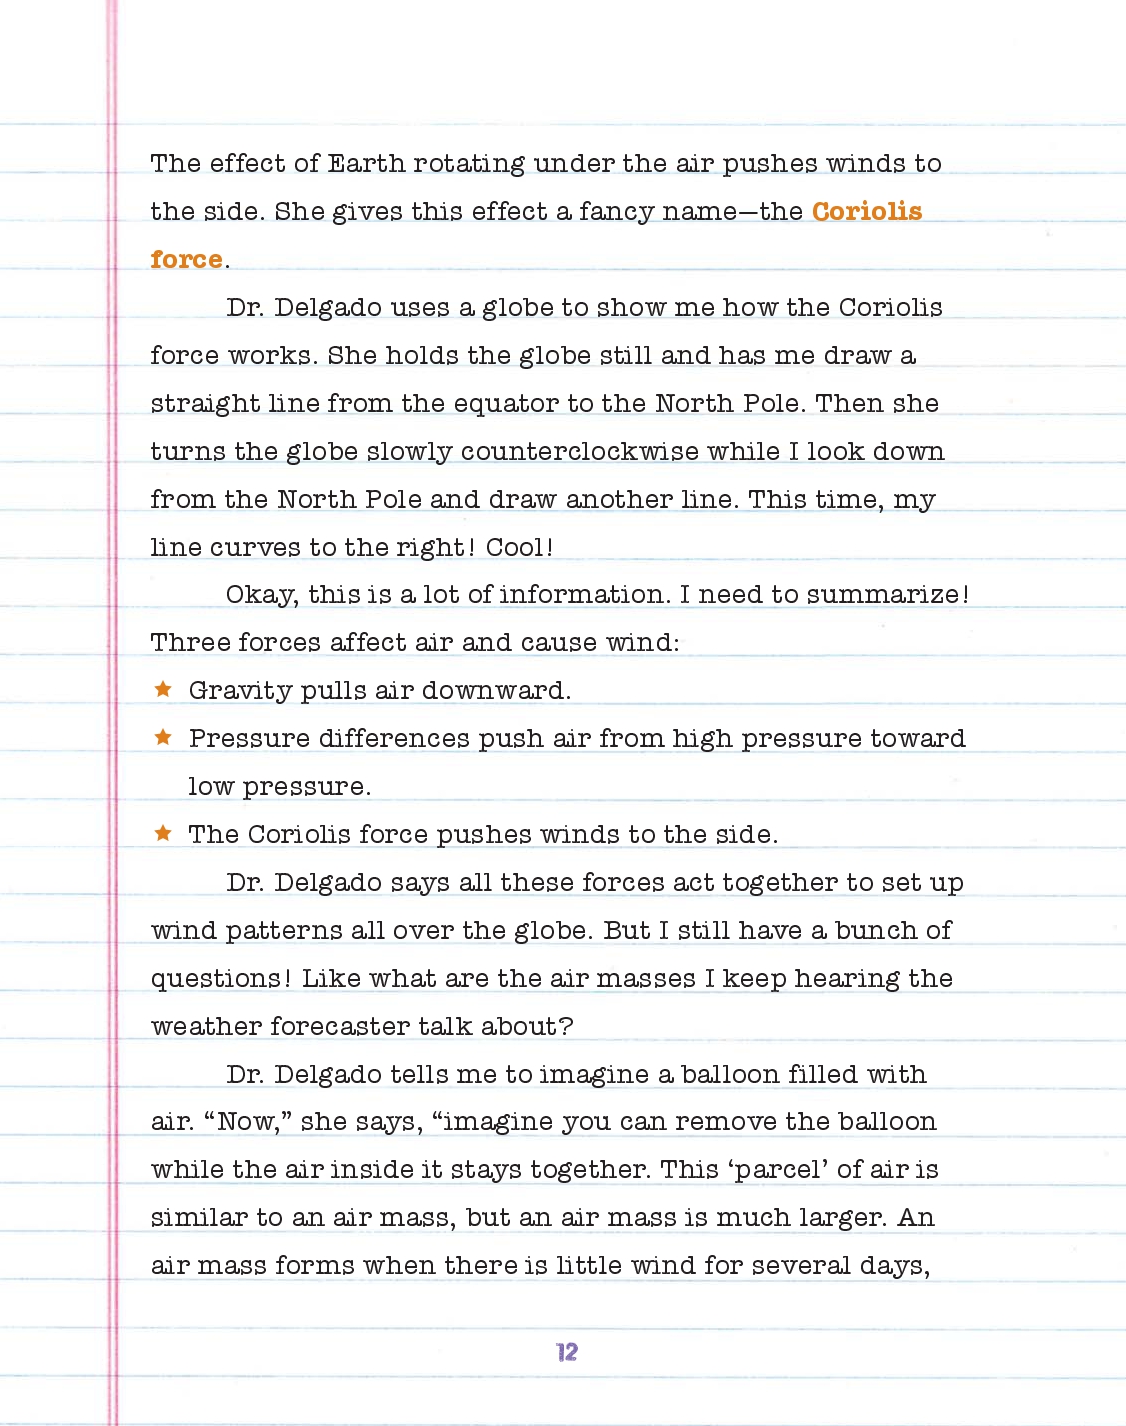 The effect of Earth rotating under the air pushes winds to
the side. She gives this effect a fancy name—the Coriolis
force.
Dr. Delgado uses a globe to show me how the Coriolis
force works. She holds the globe still and has me draw a
straight line from the equator to the North Pole. Then she
turns the globe slowly counterclockwise while I look down
from the North Pole and draw another line. This time, my
line curves to the right! Cool!
Okay, this is a lot of information. I need to summarize!
Three forces affect air and cause wind:
★ Gravity pulls air downward.
★ Pressure differences push air from high pressure toward
low pressure.
★ The Coriolis force pushes winds to the side.
Dr. Delgado says all these forces act together to set up
wind patterns all over the globe. But I still have a bunch of
questions! Like what are the air masses I keep hearing the
weather forecaster talk about?
Dr. Delgado tells me to imagine a balloon filled with
air. “Now,” she says, “imagine you can remove the balloon
while the air inside it stays together. This ‘parcel’ of air is
similar to an air mass, but an air mass is much larger. An
air mass forms when there is little wind for several days,
12